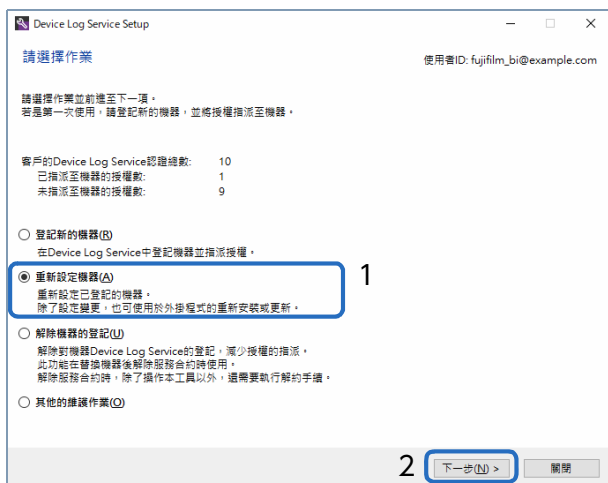 Device Log Service Setup
請選擇作業
使用者ID: fujifilm_bi@example.com
請選擇作業並前進至下一項。
若是第一次使用，請登記新的機器，並將授權指派至機器。
客戶的Device Log Service認證總數: 10
已指派至機器的授權數: 1
未指派至機器的授權數: 9
登記新的機器(R)
在Device Log Service中登記機器並指派授權。
重新設定機器(A)
1
重新設定已登記的機器。
除了設定變更，也可使用於外掛程式的重新安裝或更新。
解除機器的登記(U)
解除對機器Device Log Service的登記，減少授權的指派。
此功能在替換機器後解除服務合約時使用。
解除服務合約時，除了操作本工具以外，還需要執行解約手續。
其他的維護作業(O)
2
下一步(N) >
關閉